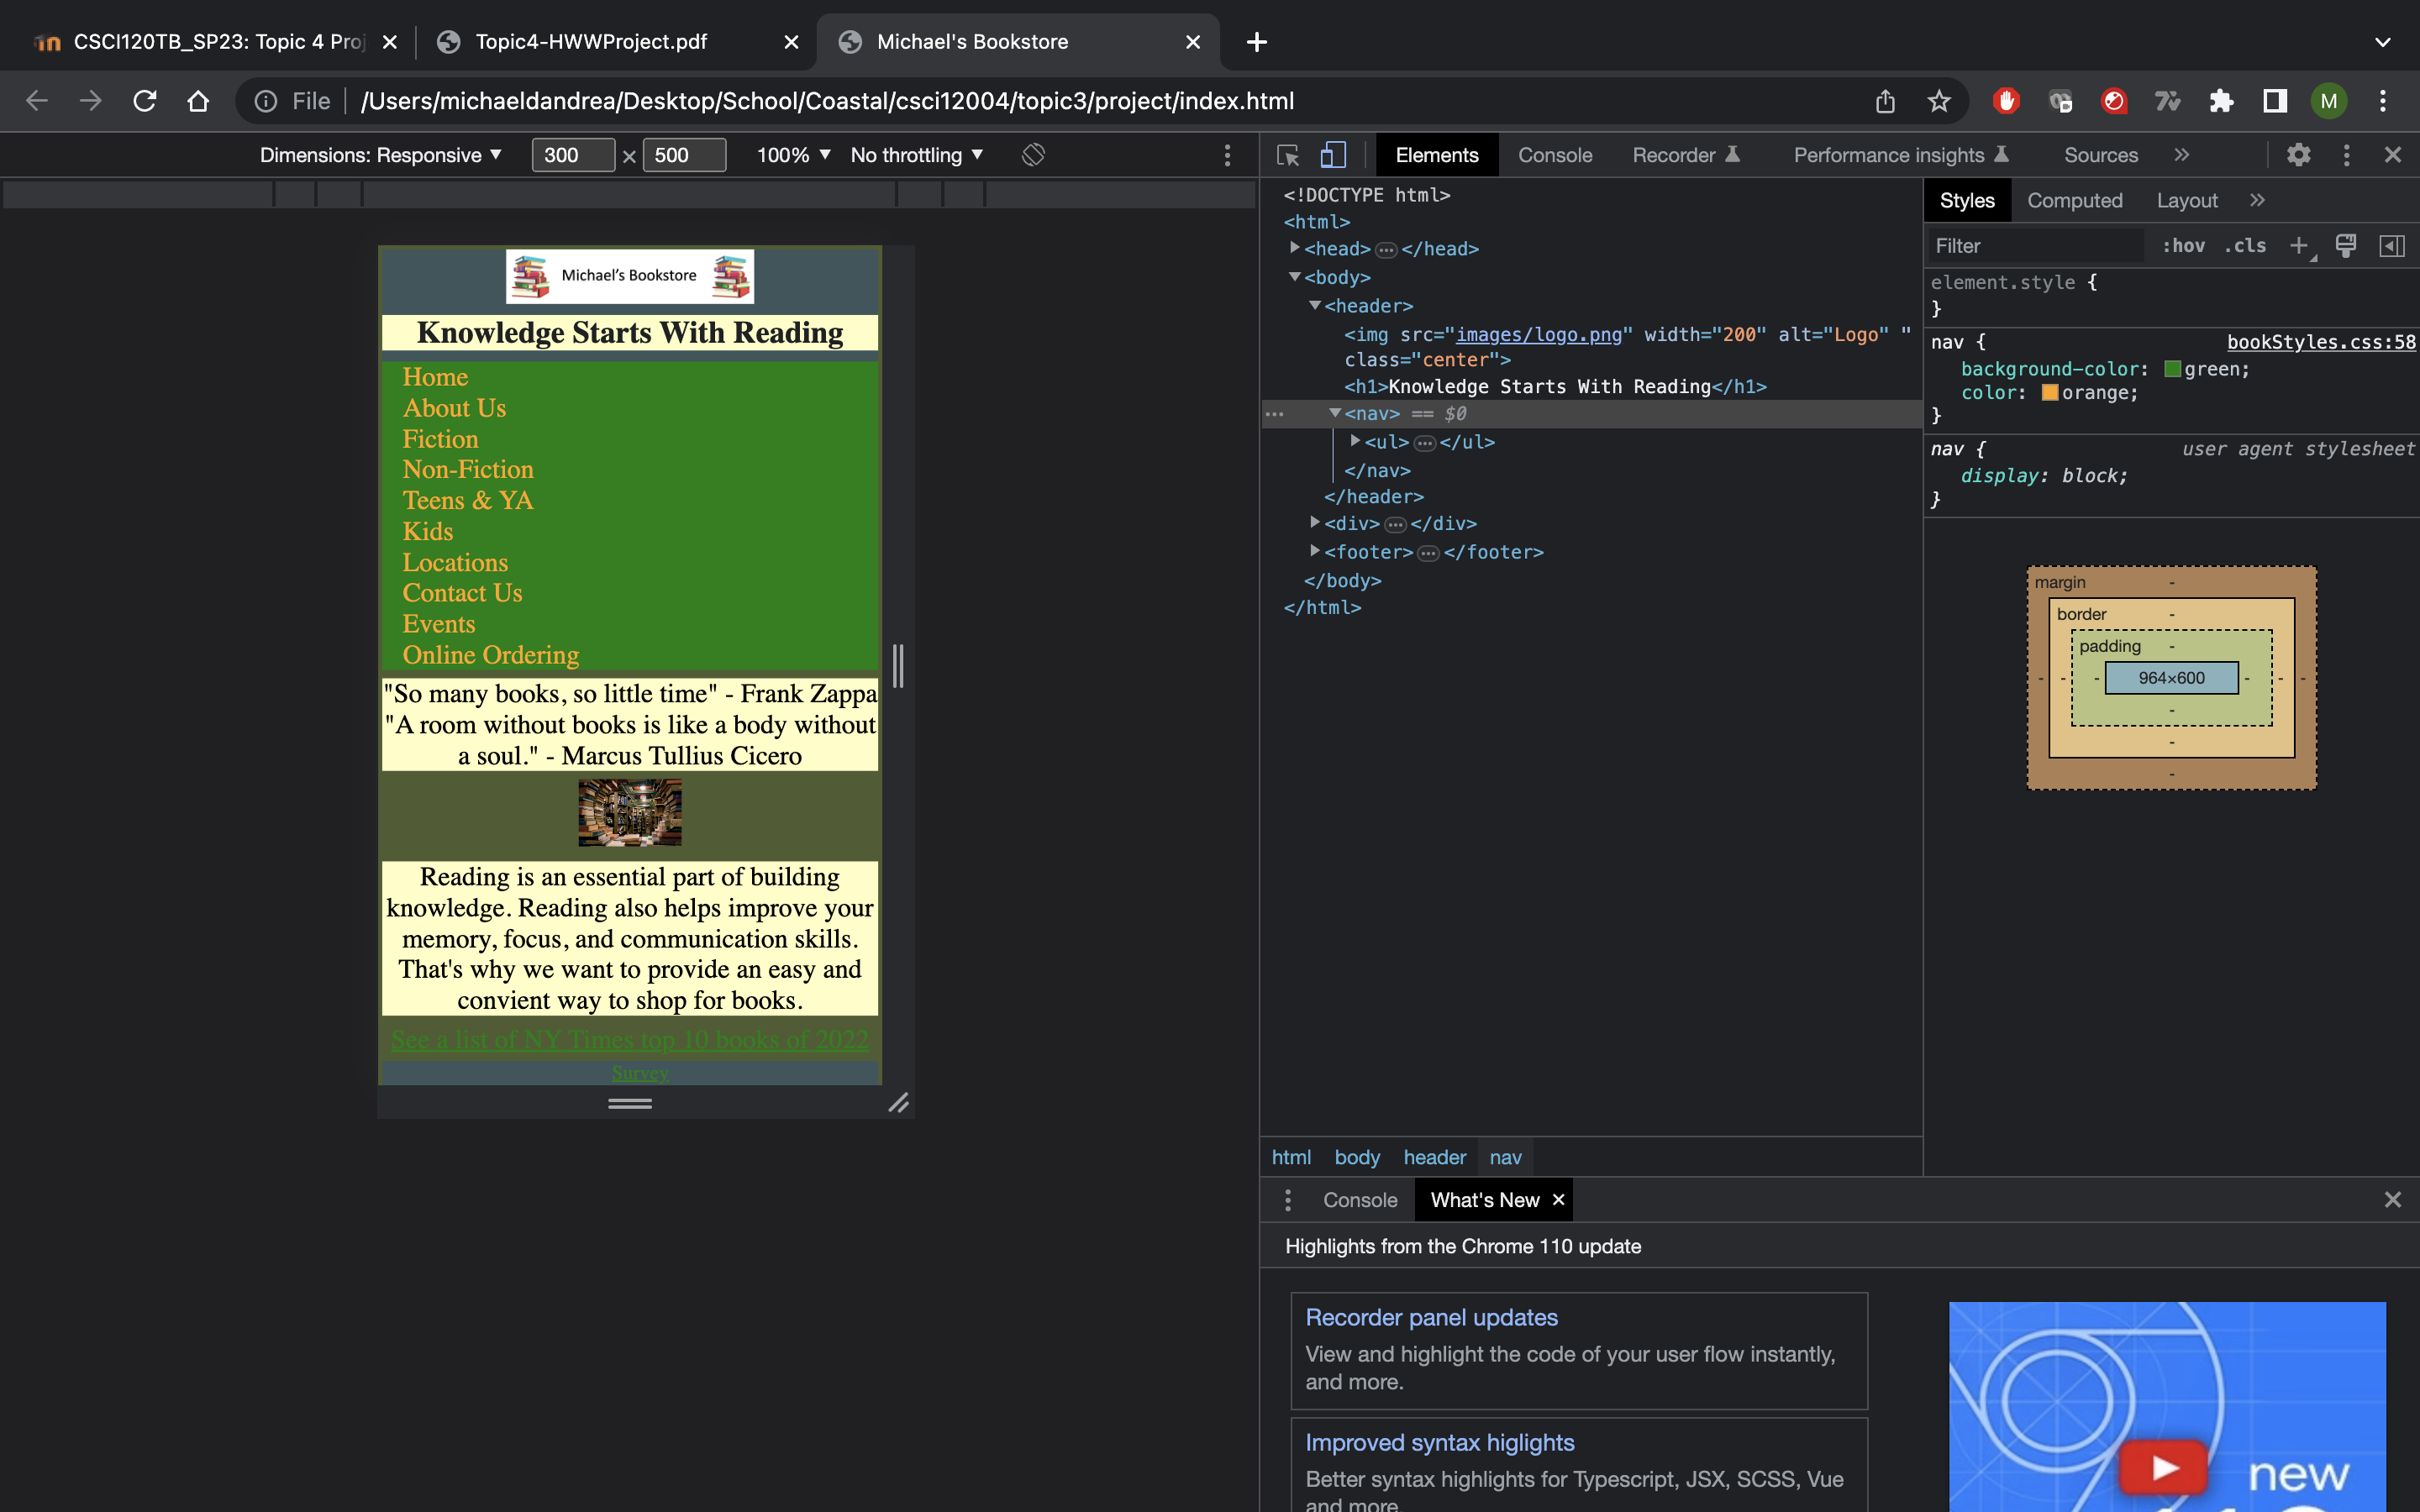 CSCI120TB_SP23: Topic 4 Proj
Topic4-HWWProject.pdf
Michael's Bookstore
File
/Users/michaeldandrea/Desktop/School/Coastal/csci12004/topic3/project/index.html
M
Dimensions: Responsive ▼ 300 × 500 100% ▼ No throttling ▼
Elements Console Recorder Performance insights Sources »
Michael's Bookstore
Knowledge Starts With Reading
Home
About Us
Fiction
Non-Fiction
Teens & YA
Kids
Locations
Contact Us
Events
Online Ordering
"So many books, so little time" - Frank Zappa
"A room without books is like a body without
a soul." - Marcus Tullius Cicero
Reading is an essential part of building
knowledge. Reading also helps improve your
memory, focus, and communication skills.
That's why we want to provide an easy and
convient way to shop for books.
See a list of NY Times top 10 books of 2022
Survey
<!DOCTYPE html>
<html>
<head>…</head>
<body>
<header>
<img src="images/logo.png" width="200" alt="Logo" "
class="center">
<h1>Knowledge Starts With Reading</h1>
<nav> == $0
<ul>…</ul>
</nav>
</header>
<div>…</div>
<footer>…</footer>
</body>
</html>
Styles Computed Layout »
Filter :hov .cls +
element.style {
}
nav { bookStyles.css:58
background-color: green;
color: orange;
}
nav { user agent stylesheet
display: block;
}
margin -
border -
padding -
- - - 964×600 - - -
-
-
-
html body header nav
Console What's New ×
Highlights from the Chrome 110 update
Recorder panel updates
View and highlight the code of your user flow instantly,
and more.
Improved syntax higlights
Better syntax highlights for Typescript, JSX, SCSS, Vue
and more.
new